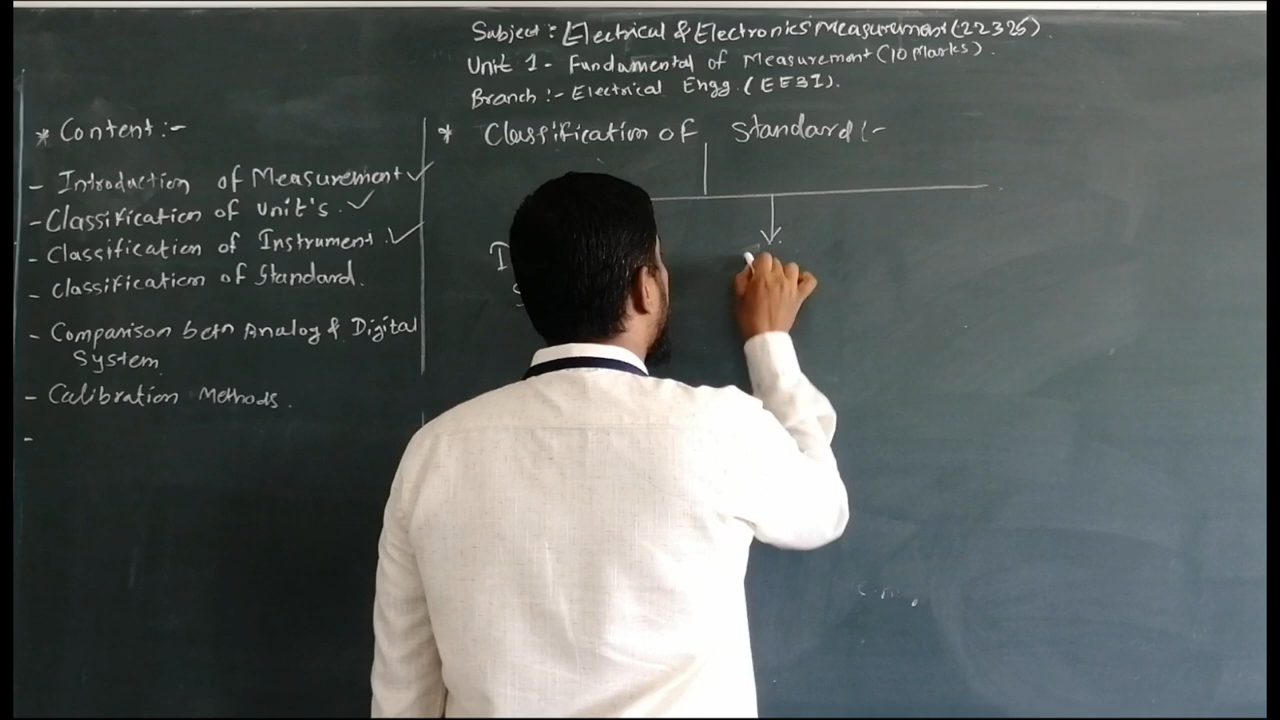 Subject : Electrical & Electronics Measurement (22325).
Unit 1 - Fundamental of Measurement (10 Marks).
Branch :- Electrical Engg. (EE3I).
* Content :-
- Introduction of Measurement ✓
- Classification of Unit's. ✓
- Classification of Instrument. ✓
- Classification of Standard.
- Comparison betn Analog & Digital
System.
- Calibration Methods.
-
* Classification of Standard :-